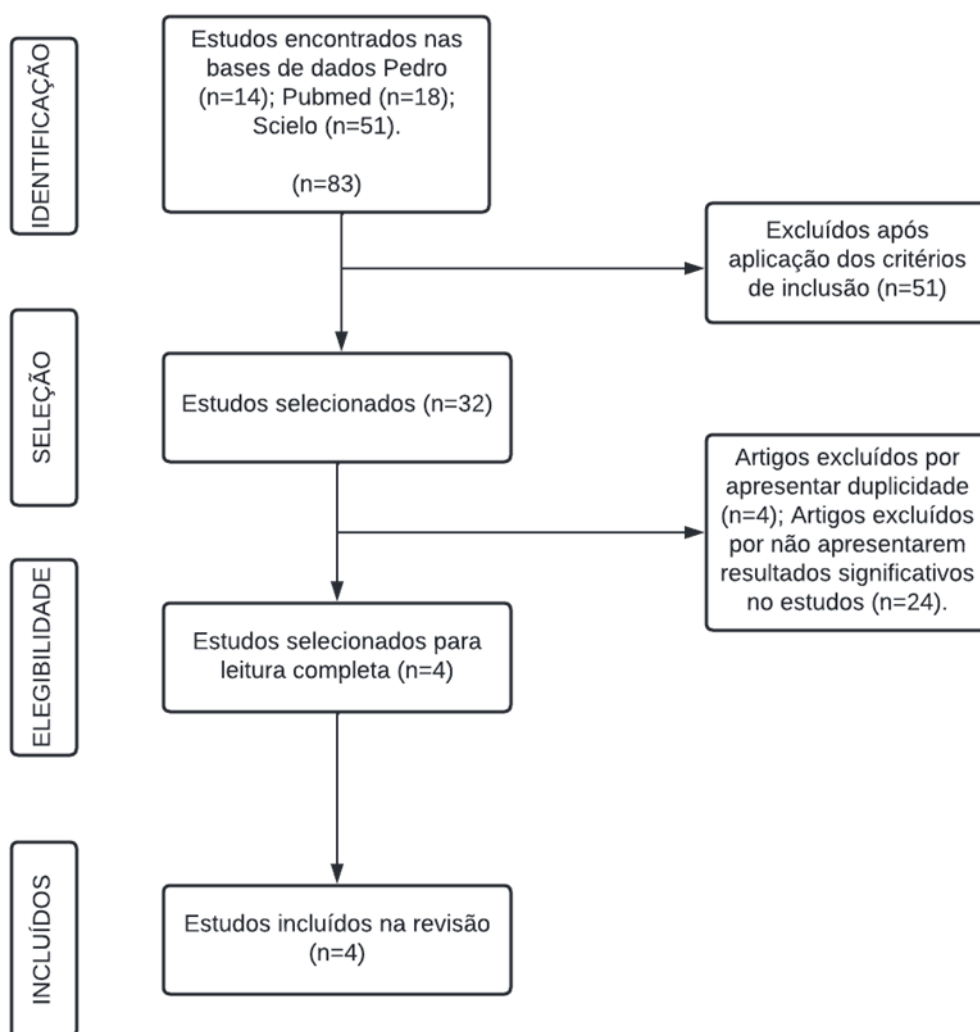 IDENTIFICAÇÃO
Estudos encontrados nas
bases de dados Pedro
(n=14); Pubmed (n=18);
Scielo (n=51).
(n=83)
Excluídos após
aplicação dos critérios
de inclusão (n=51)
SELEÇÃO
Estudos selecionados (n=32)
Artigos excluídos por
apresentar duplicidade
(n=4); Artigos excluídos
por não apresentarem
resultados significativos
no estudos (n=24).
ELEGIBILIDADE
Estudos selecionados para
leitura completa (n=4)
INCLUÍDOS
Estudos incluídos na revisão
(n=4)